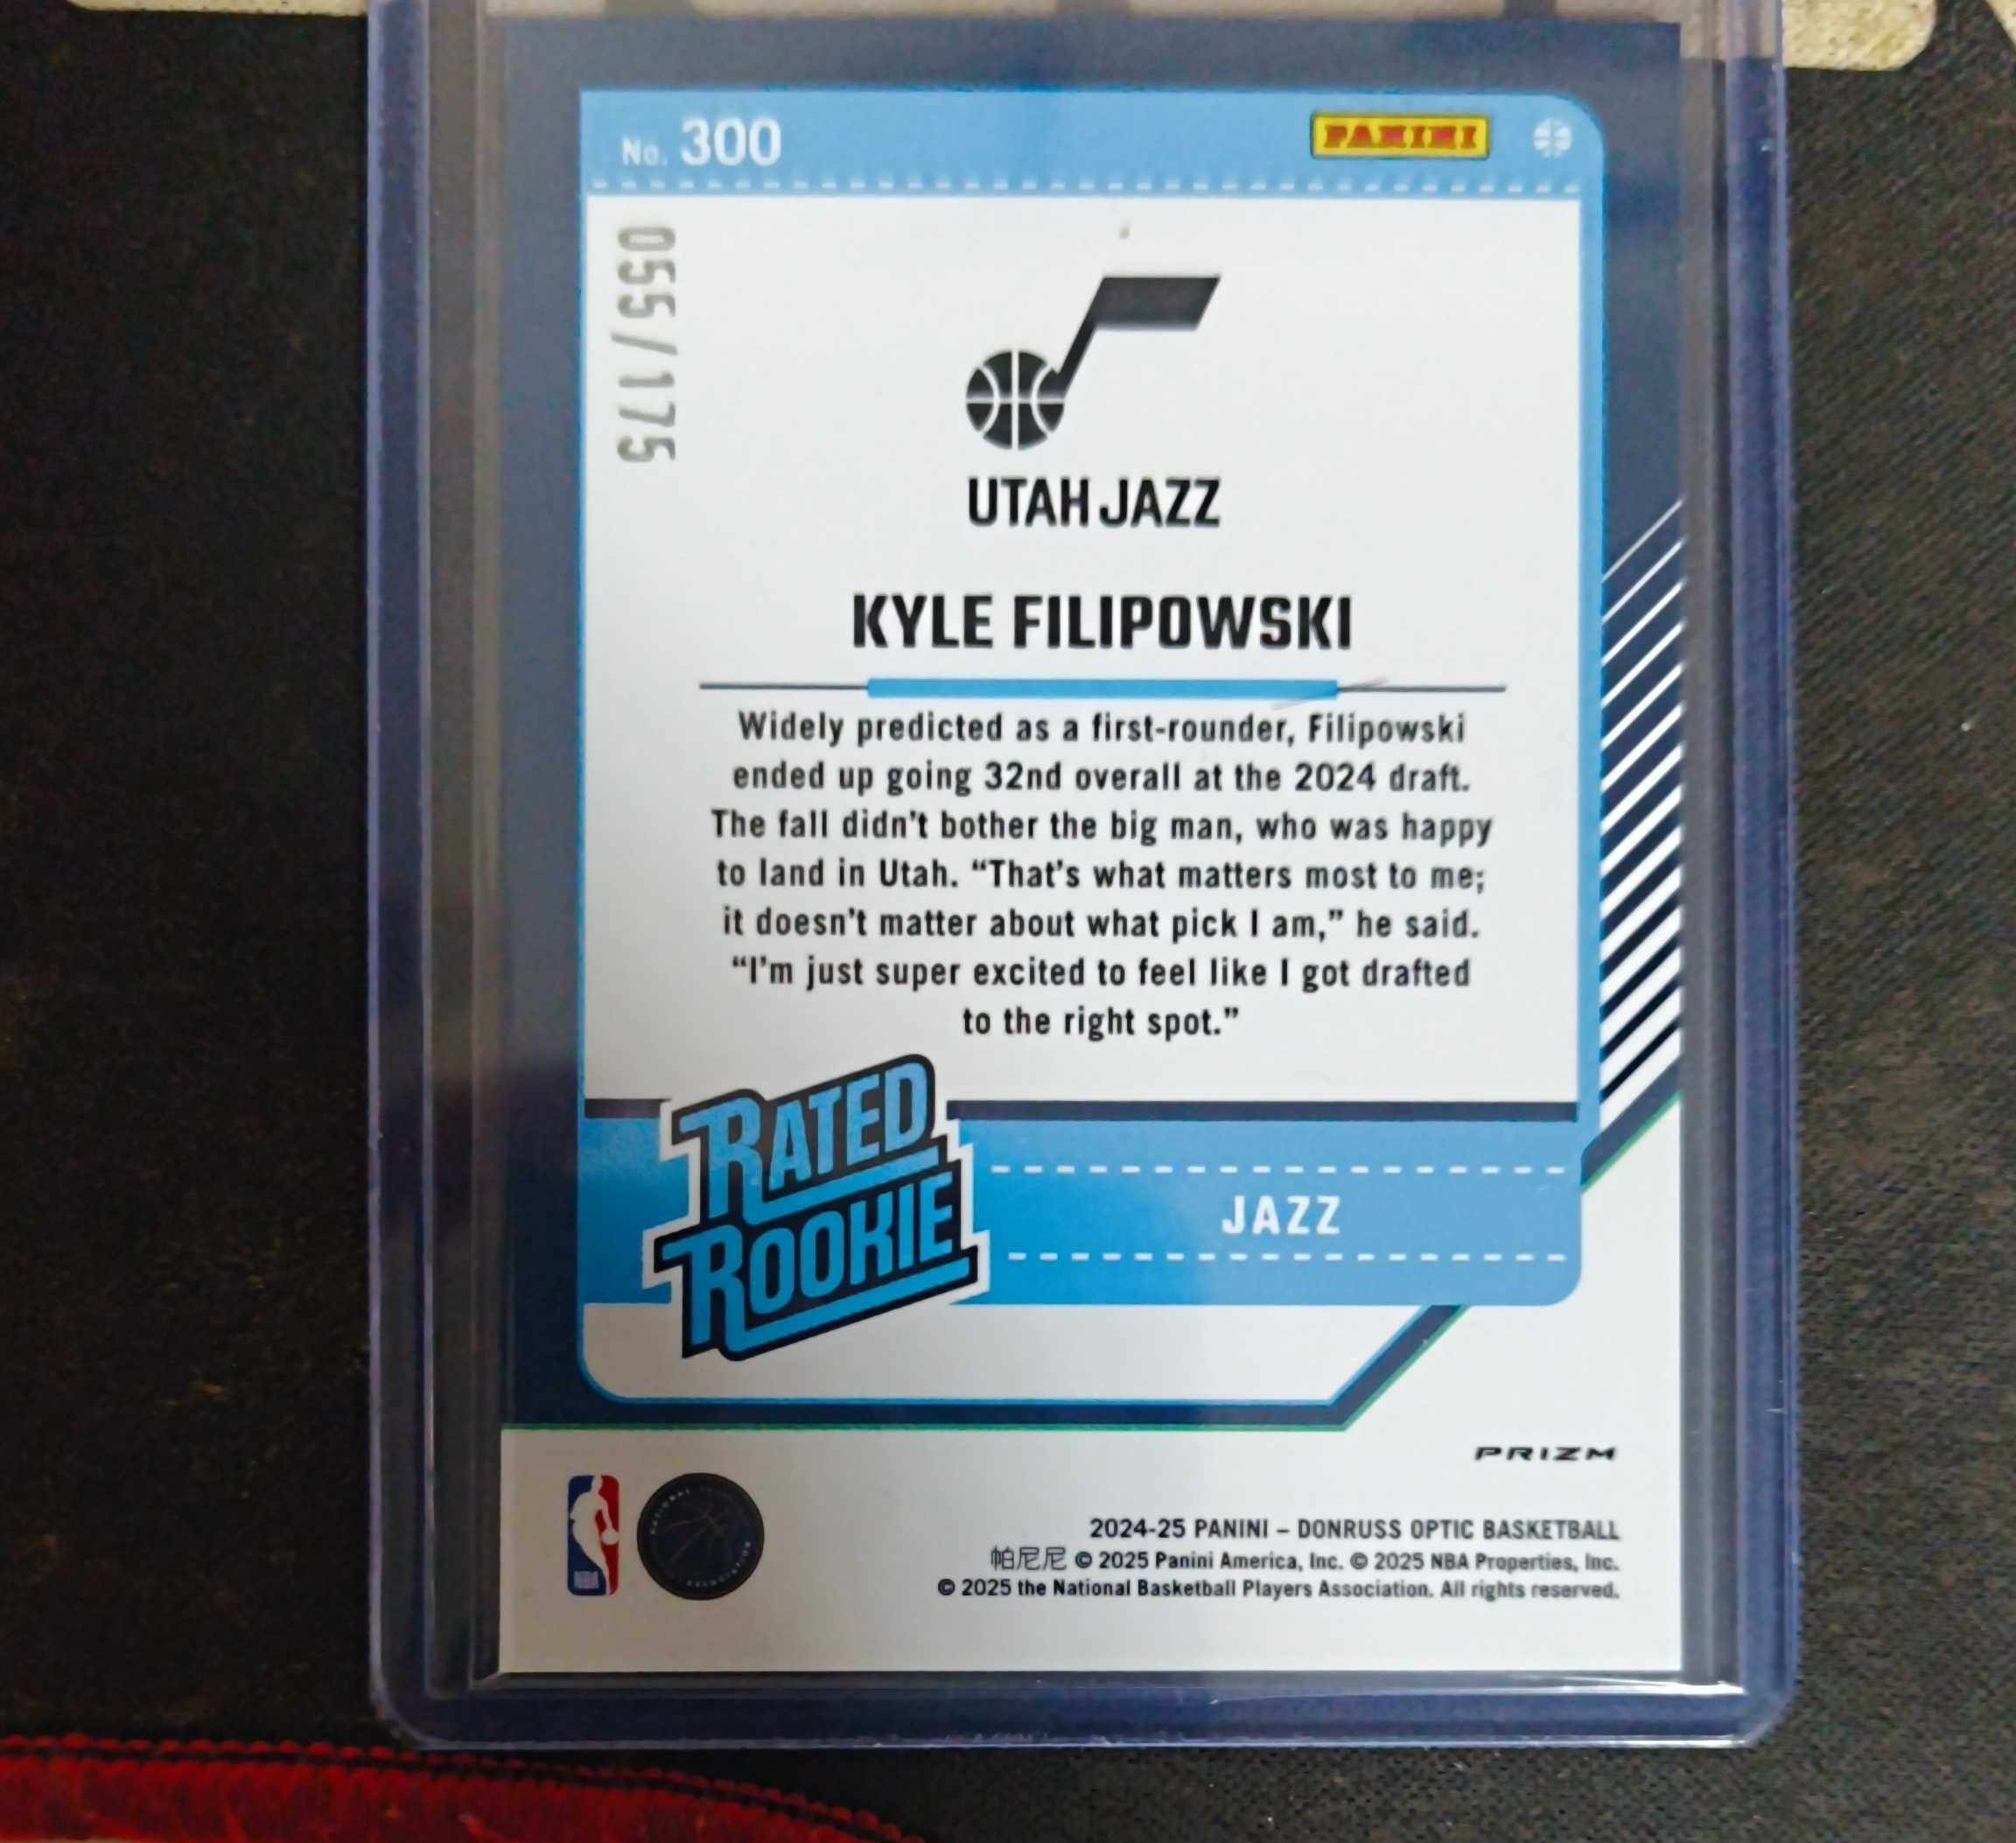 No. 300
PANINI
055/175
UTAH JAZZ
KYLE FILIPOWSKI
Widely predicted as a first-rounder, Filipowski
ended up going 32nd overall at the 2024 draft.
The fall didn't bother the big man, who was happy
to land in Utah. “That's what matters most to me;
it doesn't matter about what pick I am,” he said.
“I'm just super excited to feel like I got drafted
to the right spot.”
RATED
ROOKIE
JAZZ
PRIZM
NBA
2024-25 PANINI – DONRUSS OPTIC BASKETBALL
帕尼尼 © 2025 Panini America, Inc. © 2025 NBA Properties, Inc.
© 2025 the National Basketball Players Association. All rights reserved.